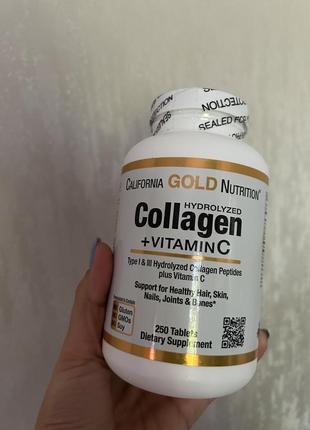 PROTECTION
SEALED FOR
CALIFORNIA GOLD NUTRITION®
HYDROLYZED
Collagen
+VITAMIN C
Type I & III Hydrolyzed Collagen Peptides
plus Vitamin C
Support for Healthy Hair, Skin,
Nails, Joints & Bones*
Gluten
GMOs
Soy
250 Tablets
Dietary Supplement